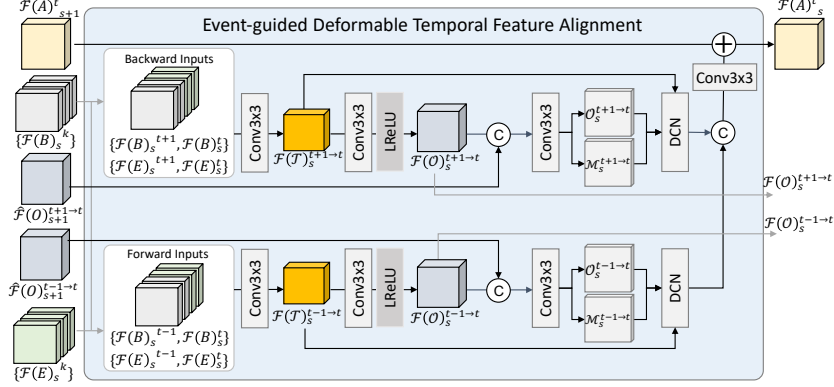 Event-guided Deformable Temporal Feature Alignment
ℱ(A)ᵗₛ₊₁
ℱ(A)ᵗₛ
Backward Inputs
{ℱ(B)ₛᵏ}
{ℱ(B)ₛᵗ⁺¹, ℱ(B)ₛᵗ}
{ℱ(E)ₛᵗ⁺¹, ℱ(E)ₛᵗ}
Conv3x3
ℱ(𝒯)ₛᵗ⁺¹→ᵗ
Conv3x3
LReLU
ℱ(𝒪)ₛᵗ⁺¹→ᵗ
C
Conv3x3
𝒪ₛᵗ⁺¹→ᵗ
ℳₛᵗ⁺¹→ᵗ
DCN
C
Conv3x3
ℱ̂(O)ₛ₊₁ᵗ⁺¹→ᵗ
ℱ(𝒪)ₛᵗ⁺¹→ᵗ
ℱ(𝒪)ₛᵗ⁻¹→ᵗ
ℱ̂(O)ₛ₊₁ᵗ⁻¹→ᵗ
Forward Inputs
{ℱ(B)ₛᵗ⁻¹, ℱ(B)ₛᵗ}
{ℱ(E)ₛᵗ⁻¹, ℱ(E)ₛᵗ}
Conv3x3
ℱ(𝒯)ₛᵗ⁻¹→ᵗ
Conv3x3
LReLU
ℱ(𝒪)ₛᵗ⁻¹→ᵗ
C
Conv3x3
𝒪ₛᵗ⁻¹→ᵗ
ℳₛᵗ⁻¹→ᵗ
DCN
{ℱ(E)ₛᵏ}